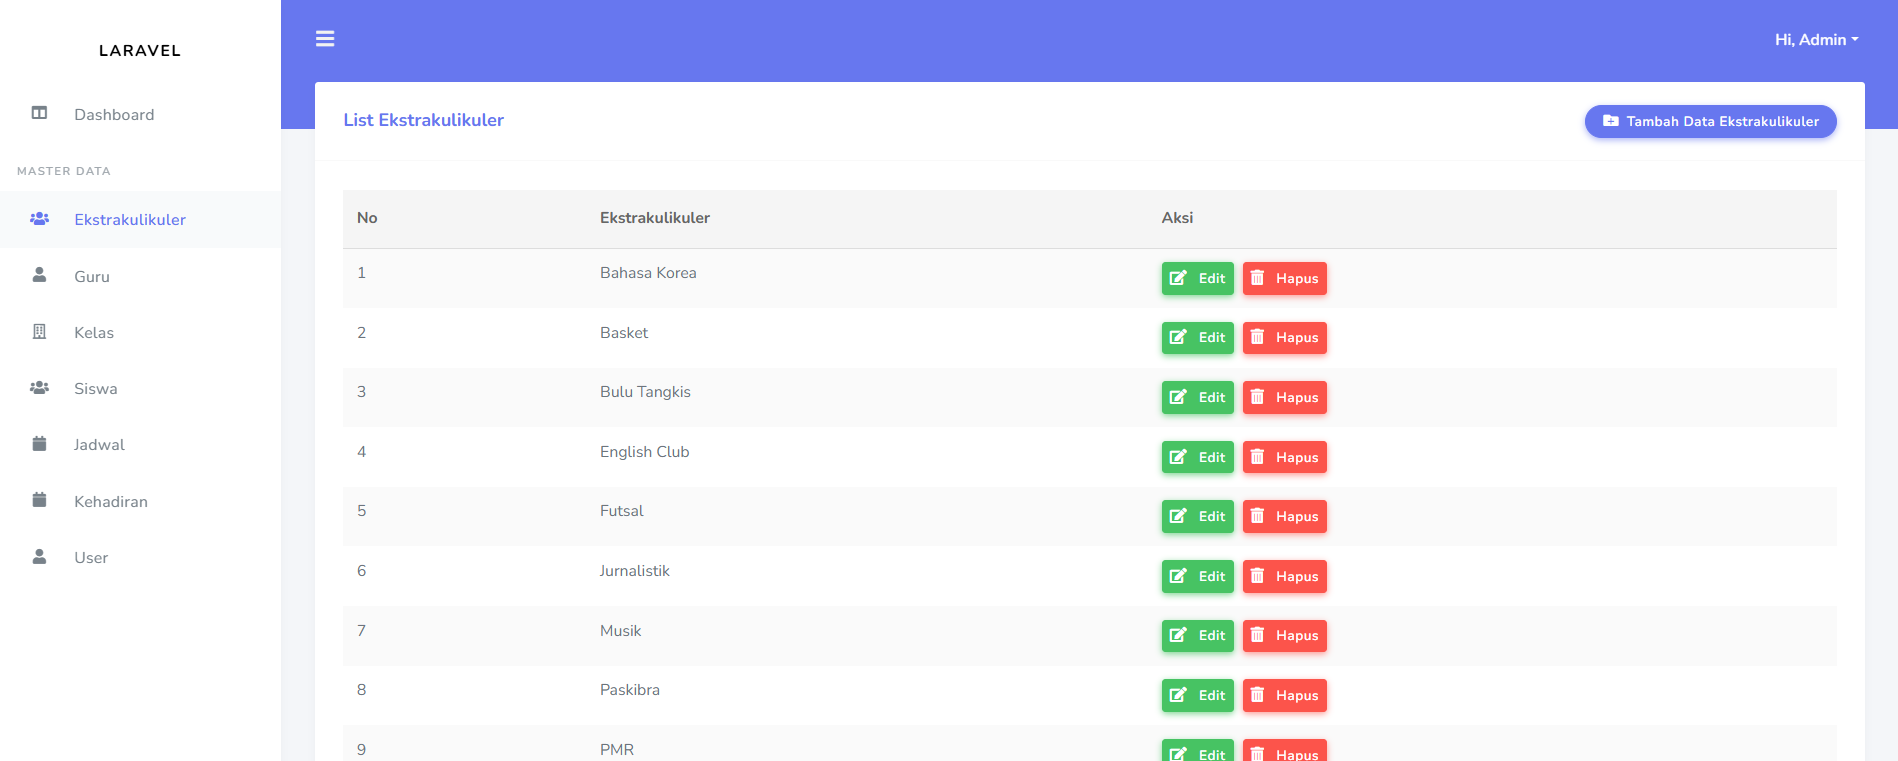 LARAVEL
Dashboard
MASTER DATA
Ekstrakulikuler
Guru
Kelas
Siswa
Jadwal
Kehadiran
User
Hi, Admin
List Ekstrakulikuler
Tambah Data Ekstrakulikuler
No Ekstrakulikuler Aksi
1 Bahasa Korea Edit Hapus
2 Basket Edit Hapus
3 Bulu Tangkis Edit Hapus
4 English Club Edit Hapus
5 Futsal Edit Hapus
6 Jurnalistik Edit Hapus
7 Musik Edit Hapus
8 Paskibra Edit Hapus
9 PMR Edit Hapus